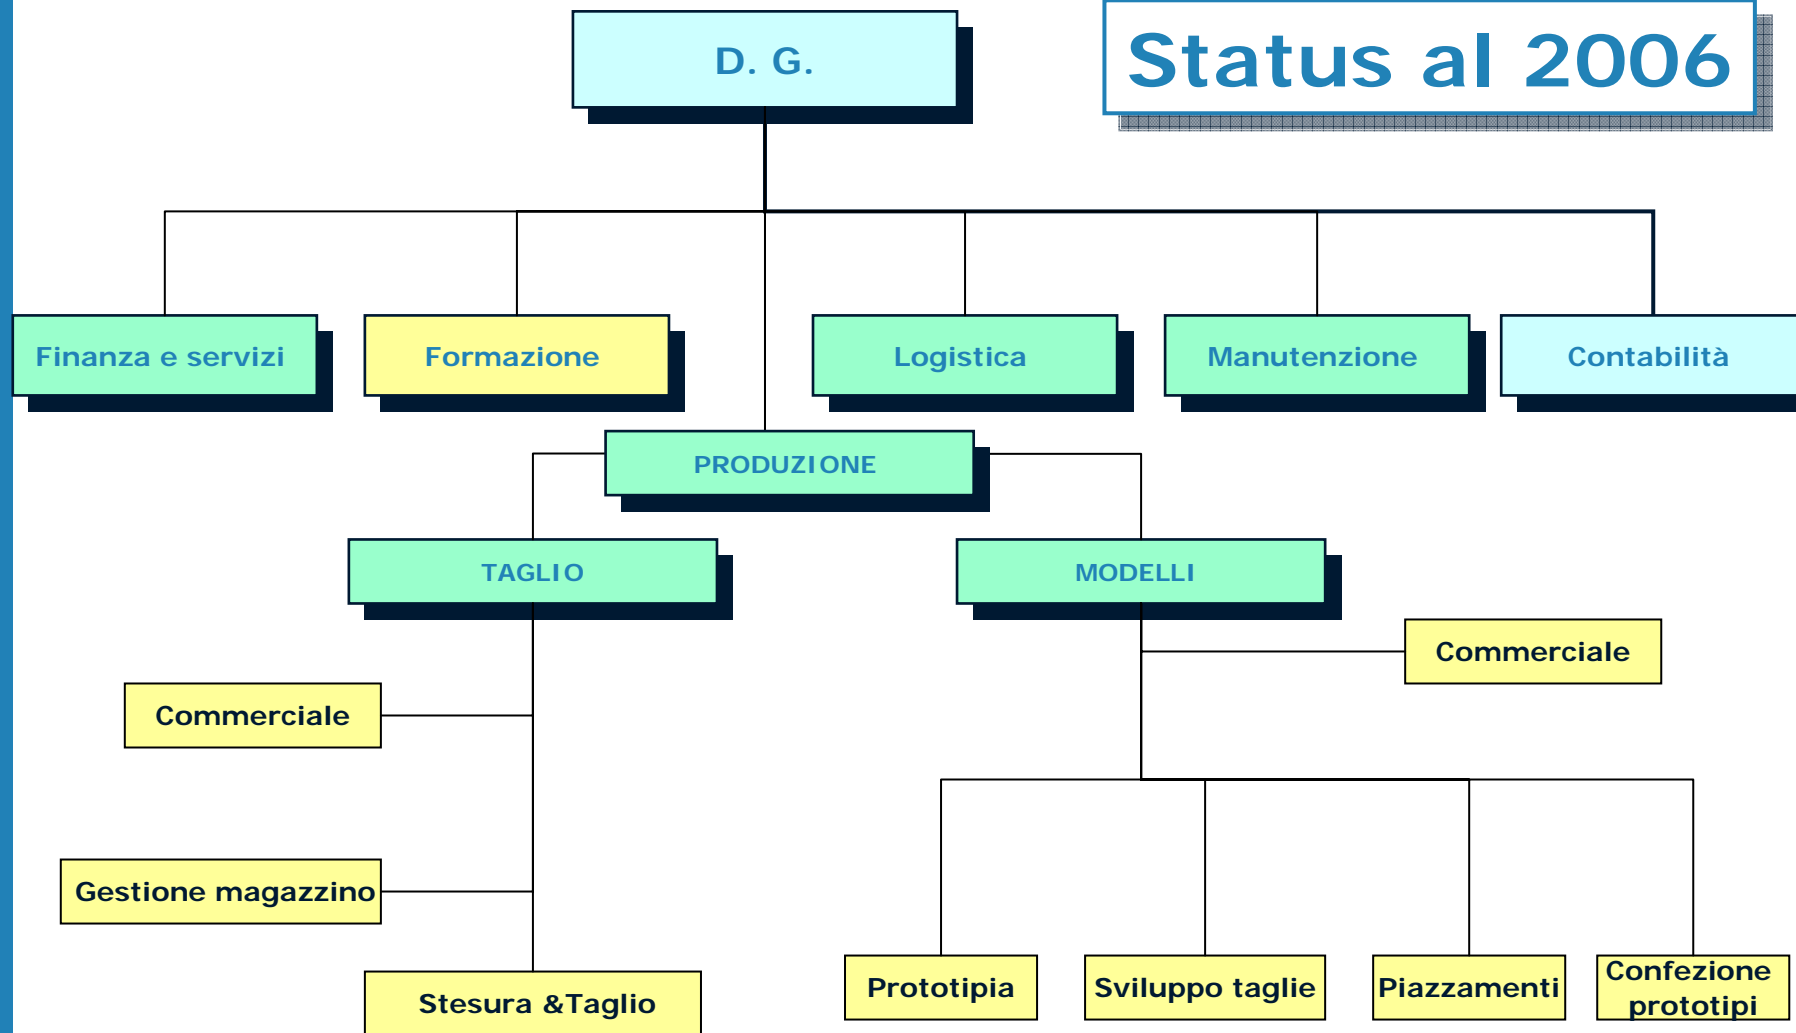 D. G.
Status al 2006
Finanza e servizi
Formazione
Logistica
Manutenzione
Contabilità
PRODUZIONE
TAGLIO
MODELLI
Commerciale
Commerciale
Gestione magazzino
Stesura &Taglio
Prototipia
Sviluppo taglie
Piazzamenti
Confezione
prototipi